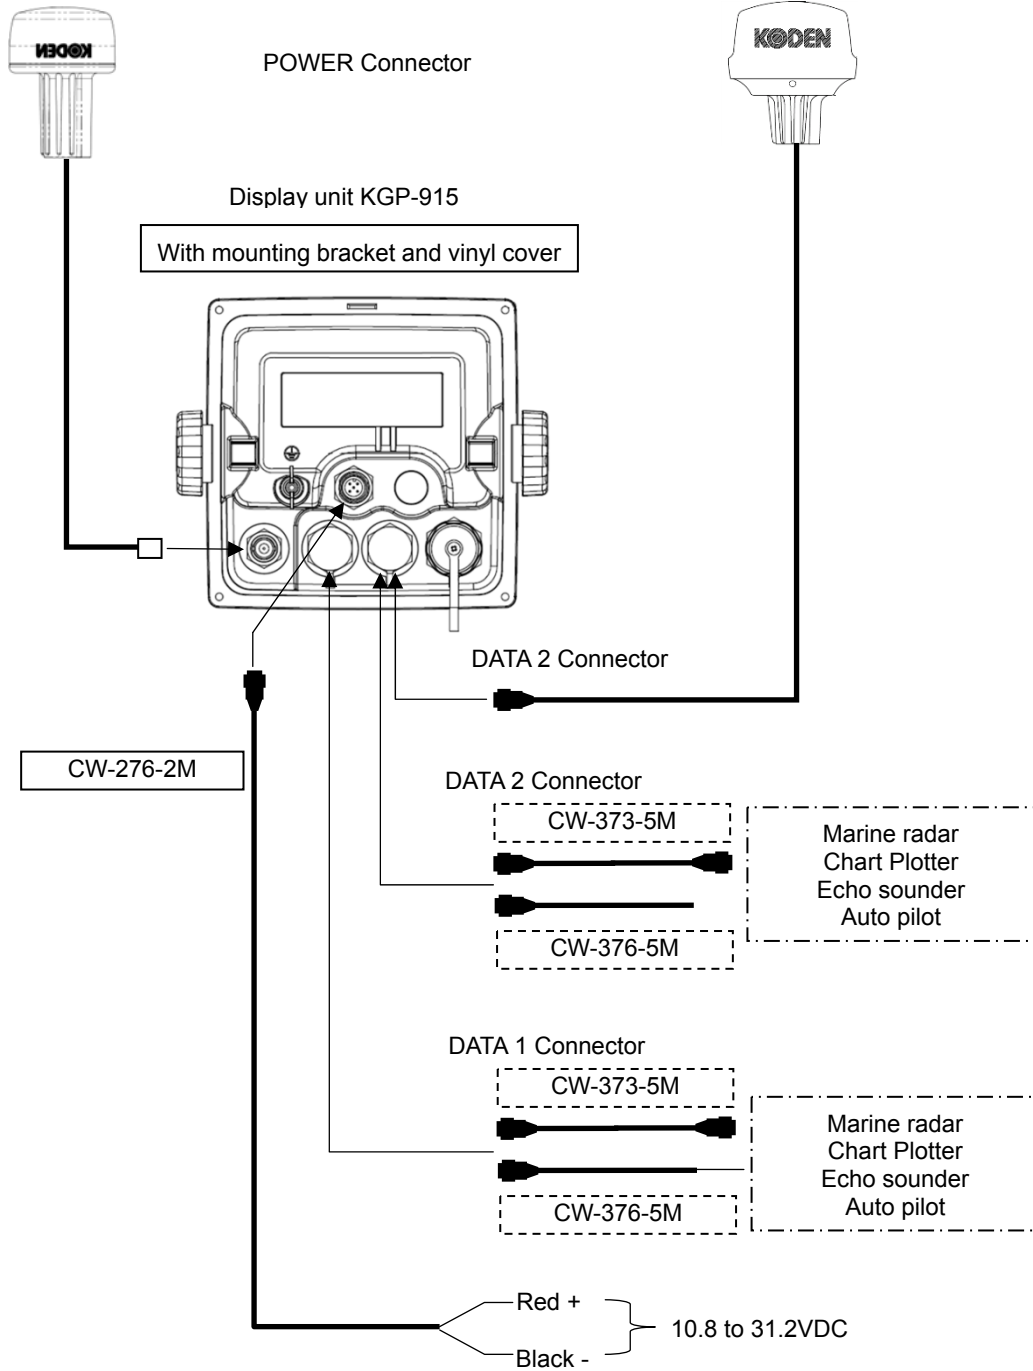 KODEN
KODEN
POWER Connector
Display unit KGP-915
With mounting bracket and vinyl cover
DATA 2 Connector
CW-276-2M
DATA 2 Connector
CW-373-5M
Marine radar
Chart Plotter
Echo sounder
Auto pilot
CW-376-5M
DATA 1 Connector
CW-373-5M
Marine radar
Chart Plotter
Echo sounder
Auto pilot
CW-376-5M
Red +
10.8 to 31.2VDC
Black -